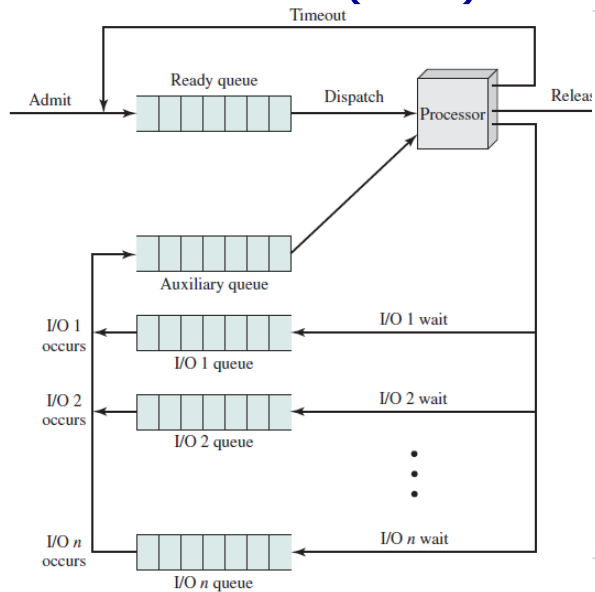 Timeout
Ready queue
Admit
Dispatch
Processor
Releas
Auxiliary queue
I/O 1
occurs
I/O 1 wait
I/O 1 queue
I/O 2
occurs
I/O 2 wait
I/O 2 queue
I/O n
occurs
I/O n wait
I/O n queue